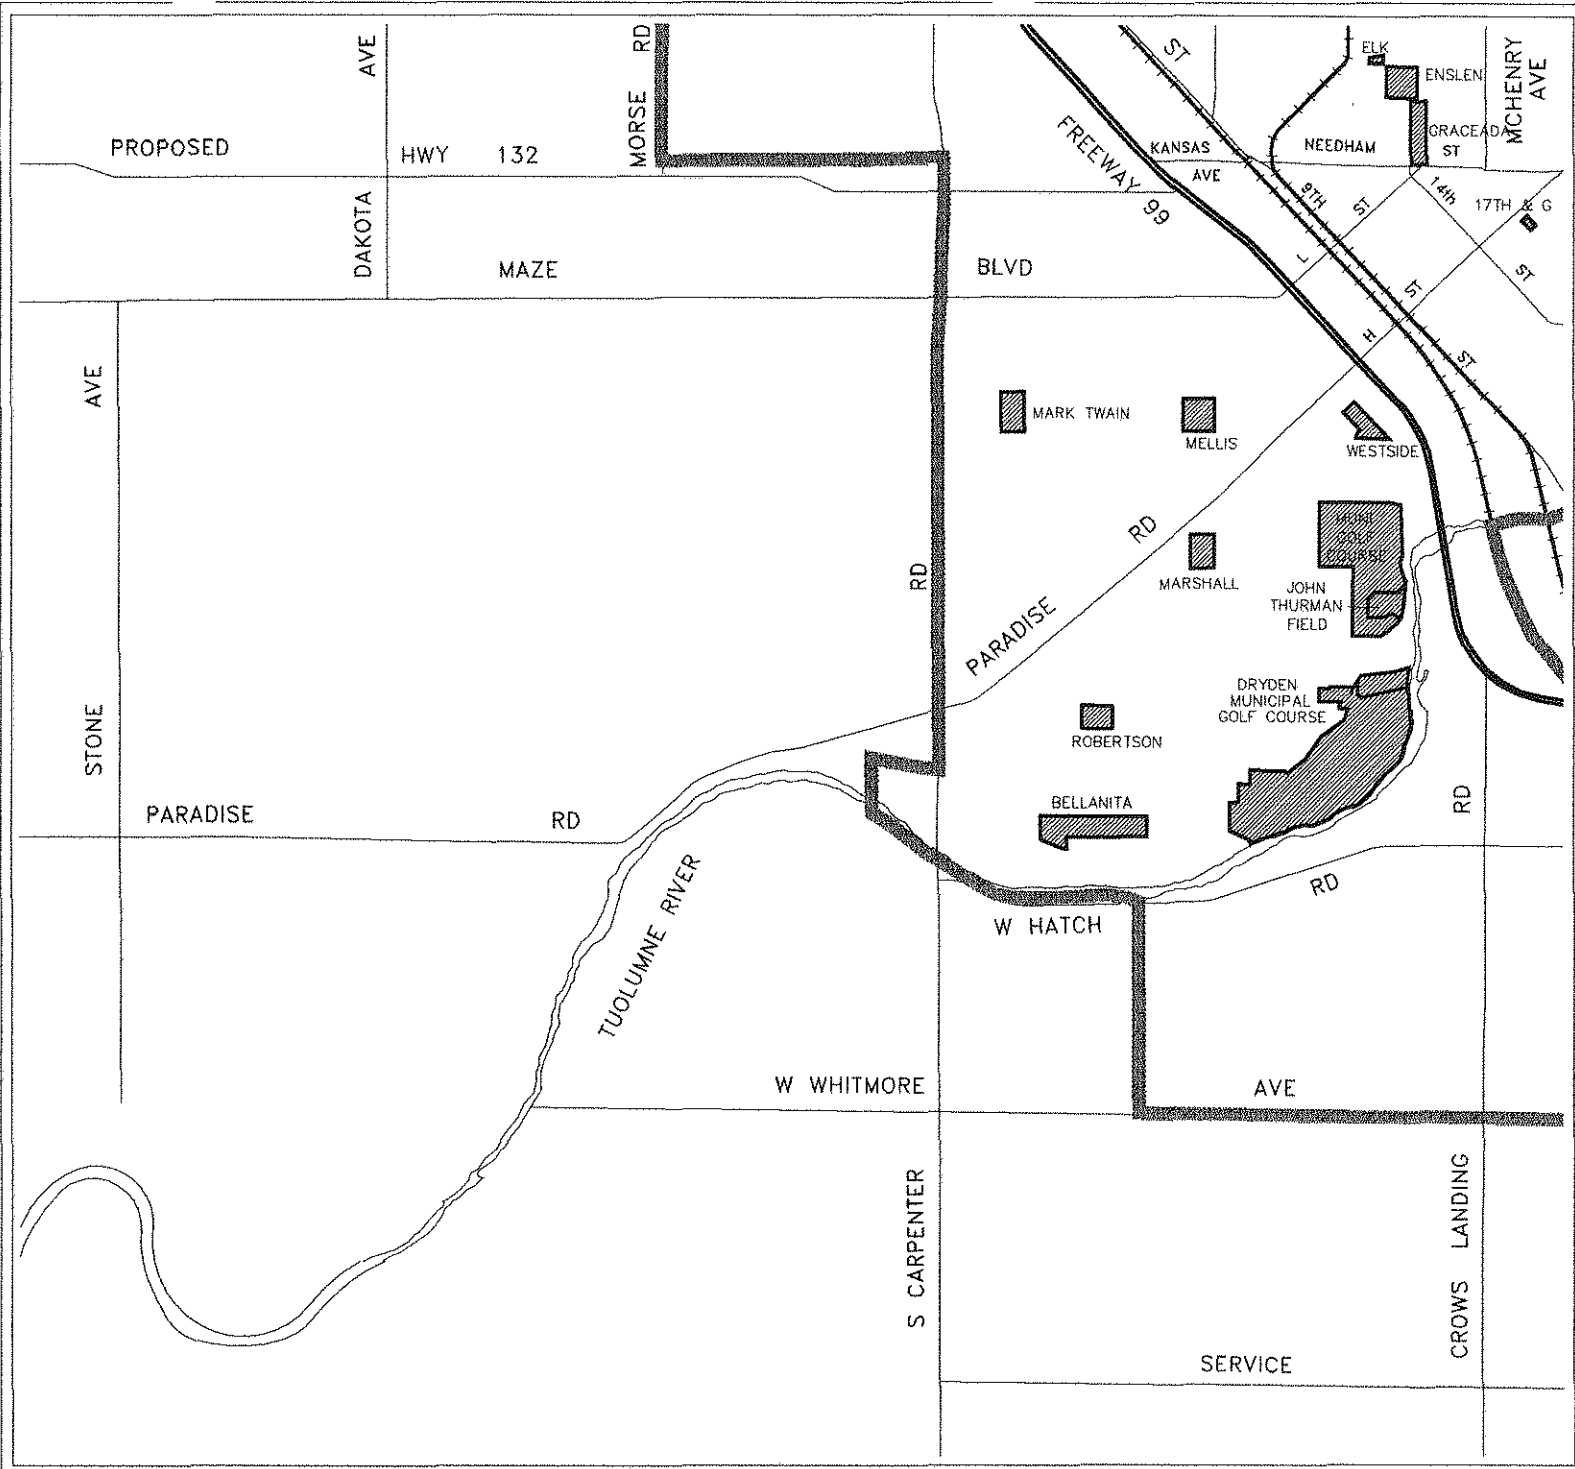 AVE
MORSE RD
ST
ELK
ENSLEN
MCHENRY
AVE
GRACEADA
ST
PROPOSED
HWY 132
FREEWAY 99
KANSAS
AVE
NEEDHAM
DAKOTA
9TH
ST
14th
17TH & G
MAZE
BLVD
L
ST
ST
H
ST
AVE
MARK TWAIN
MELLIS
WESTSIDE
RD
RD
MUNI
GOLF
COURSE
MARSHALL
JOHN
THURMAN
FIELD
PARADISE
STONE
DRYDEN
MUNICIPAL
GOLF COURSE
ROBERTSON
PARADISE
RD
BELLANITA
RD
TUOLUMNE RIVER
RD
W HATCH
W WHITMORE
AVE
S CARPENTER
CROWS LANDING
SERVICE